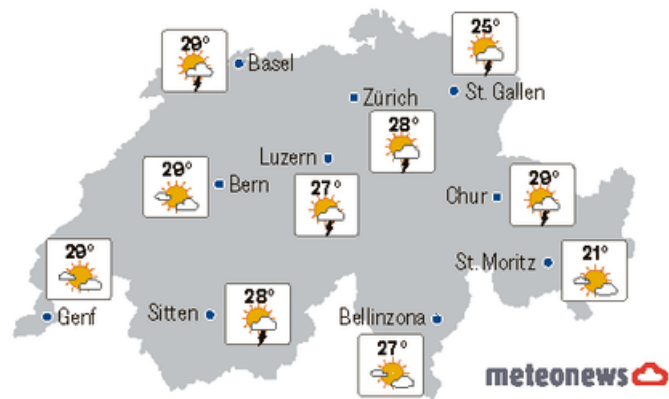 25°
29°
Basel
St. Gallen
Zürich
28°
Luzern
29°
Bern
27°
Chur
29°
29°
St. Moritz
21°
Genf
Sitten
28°
Bellinzona
27°
meteonews